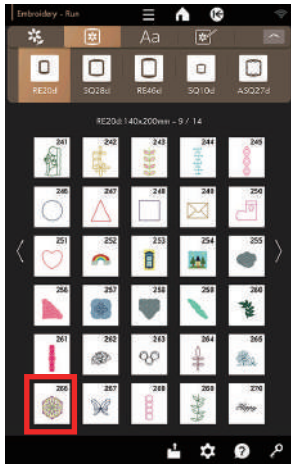 Embroidery - Run
Aa
RE20d SQ28d RE46d SQ10d ASQ27d
RE20d:140x200mm - 9 / 14
241 242 243 244 245
246 247 248 249 250
251 252 253 254 255
256 257 258 259 260
261 262 263 264 265
266 267 268 269 270
Happy